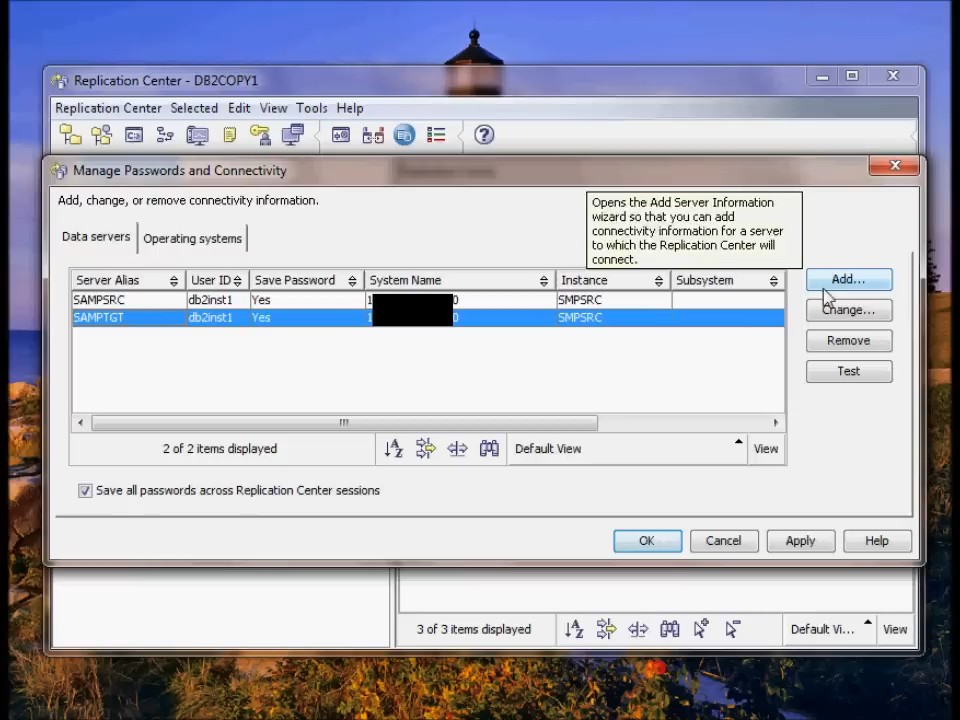 Replication Center - DB2COPY1
Replication Center Selected Edit View Tools Help
Manage Passwords and Connectivity
Add, change, or remove connectivity information.
Opens the Add Server Information
wizard so that you can add
connectivity information for a server
to which the Replication Center will
connect.
Data servers
Operating systems
Server Alias User ID Save Password System Name Instance Subsystem
SAMPSRC db2inst1 Yes 1 0 SMPSRC
SAMPTGT db2inst1 Yes 1 0 SMPSRC
Add...
Change...
Remove
Test
2 of 2 items displayed
Default View
View
Save all passwords across Replication Center sessions
OK Cancel Apply Help
3 of 3 items displayed
Default Vi...
View